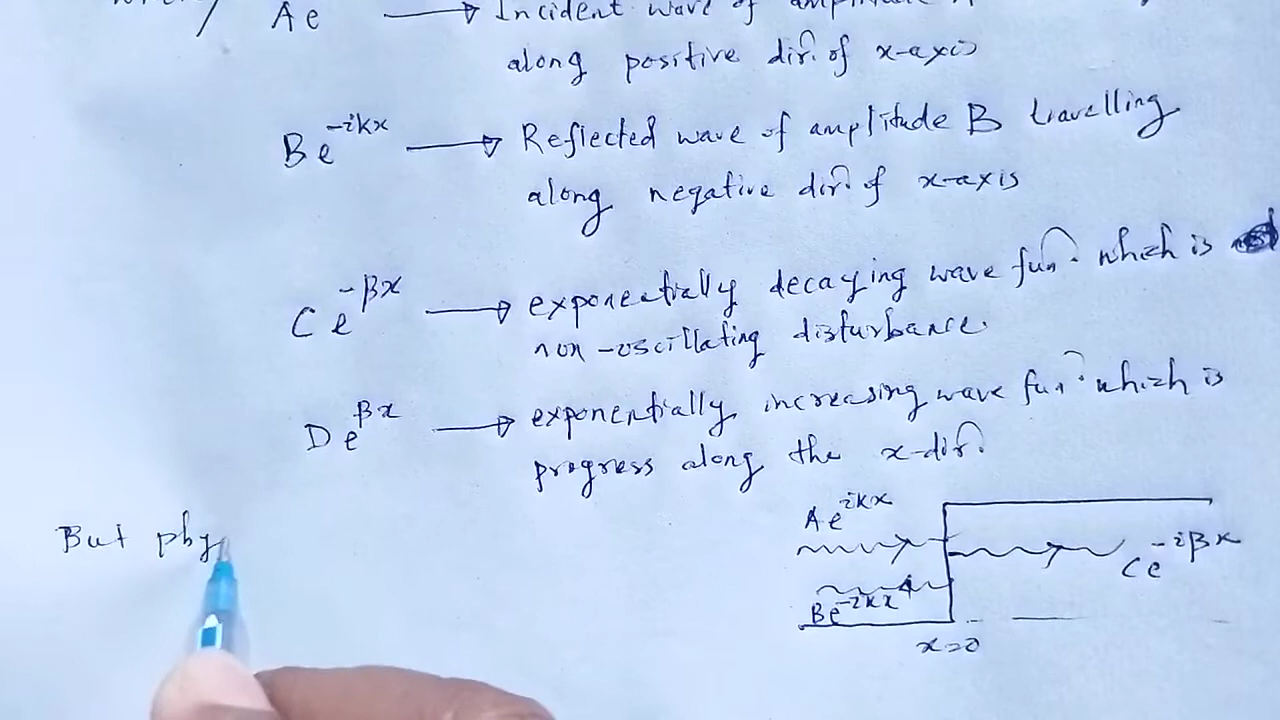 Ae → Incident wave of amplitude A
along positive dirⁿ. of x-axis
Be^{-ikx} → Reflected wave of amplitude B travelling
along negative dirⁿ. of x-axis
Ce^{-βx} → exponentially decaying wave funⁿ. which is
non-oscillating disturbance.
De^{βx} → exponentially increasing wave funⁿ. which is
progress along the x-dirⁿ.
Ae^{ikx}
Ce^{-iβx}
Be^{-ikx}
x=0
But phy